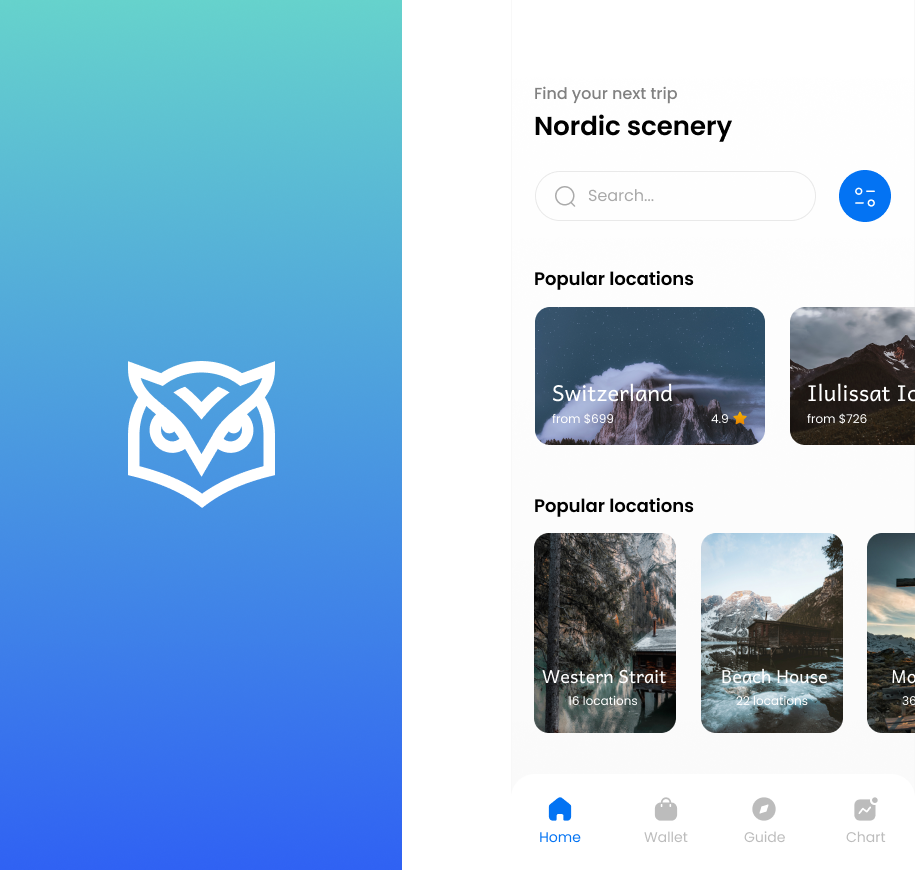 Find your next trip
Nordic scenery
Search...
Popular locations
Switzerland
from $699
4.9
Ilulissat Ic
from $726
Popular locations
Western Strait
16 locations
Beach House
22 locations
Mo
36
Home
Wallet
Guide
Chart